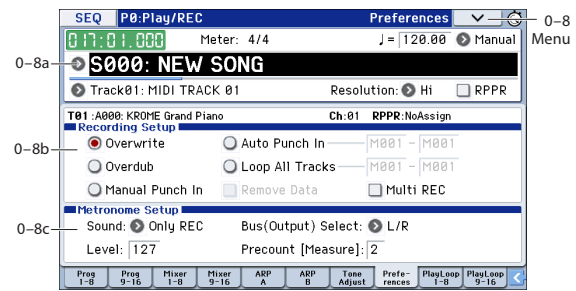 SEQ P0:Play/REC Preferences
0–8 Menu
017:01.000 Meter: 4/4 ♩= 120.00 Manual
0–8a
S000: NEW SONG
Track01: MIDI TRACK 01 Resolution: Hi RPPR
T01 :A000: KROME Grand Piano Ch:01 RPPR:NoAssign
Recording Setup
0–8b
Overwrite Auto Punch In M001 - M001
Overdub Loop All Tracks M001 - M001
Manual Punch In Remove Data Multi REC
Metronome Setup
0–8c
Sound: Only REC Bus(Output) Select: L/R
Level: 127 Precount [Measure]: 2
Prog 1-8 Prog 9-16 Mixer 1-8 Mixer 9-16 ARP A ARP B Tone Adjust Prefe-rences PlayLoop 1-8 PlayLoop 9-16